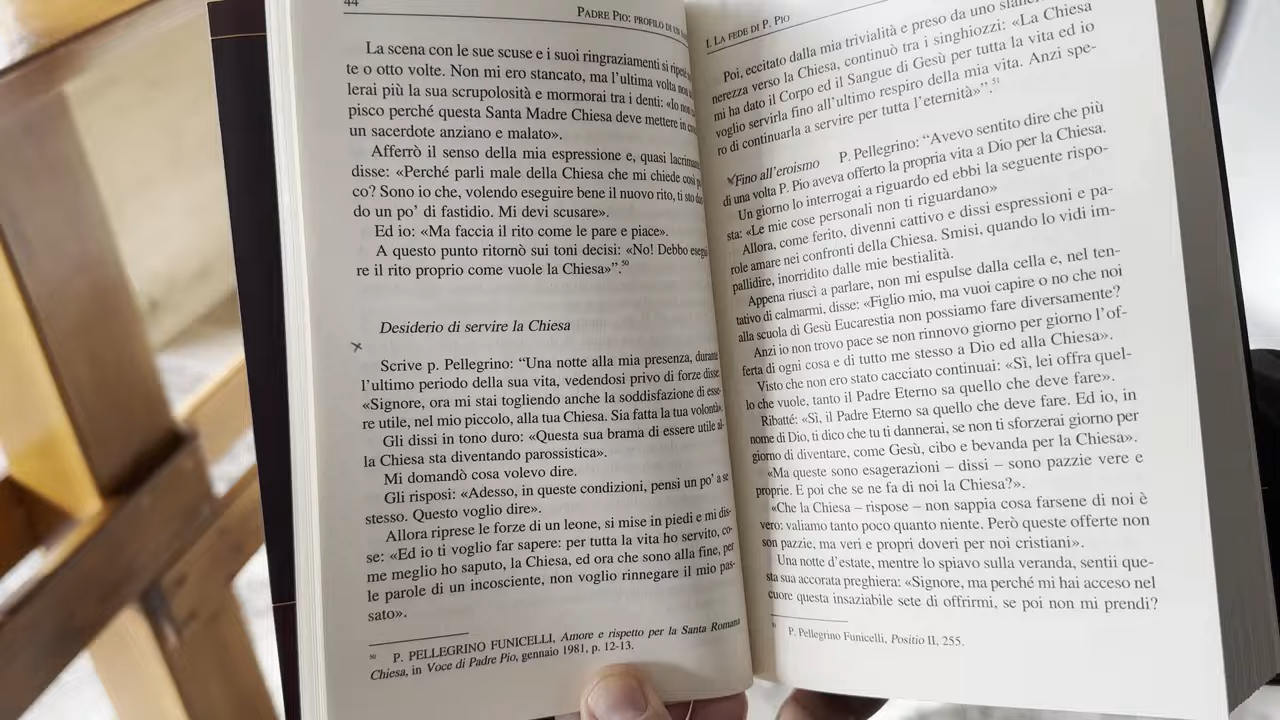 44
PADRE PIO: PROFILO DI UN
La scena con le sue scuse e i suoi ringraziamenti si ripeté
te o otto volte. Non mi ero stancato, ma l'ultima volta non
lerai più la sua scrupolosità e mormorai tra i denti: «Io non
pisco perché questa Santa Madre Chiesa deve mettere in
un sacerdote anziano e malato».
Afferrò il senso della mia espressione e, quasi lacrimando
disse: «Perché parli male della Chiesa che mi chiede così
co? Sono io che, volendo eseguire bene il nuovo rito, ti sto dan-
do un po' di fastidio. Mi devi scusare».
Ed io: «Ma faccia il rito come le pare e piace».
A questo punto ritornò sui toni decisi: «No! Debbo esegui
re il rito proprio come vuole la Chiesa»”.50
Desiderio di servire la Chiesa
Scrive p. Pellegrino: “Una notte alla mia presenza, durante
l'ultimo periodo della sua vita, vedendosi privo di forze disse:
«Signore, ora mi stai togliendo anche la soddisfazione di esse-
re utile, nel mio piccolo, alla tua Chiesa. Sia fatta la tua volontà».
Gli dissi in tono duro: «Questa sua brama di essere utile al-
la Chiesa sta diventando parossistica».
Mi domandò cosa volevo dire.
Gli risposi: «Adesso, in queste condizioni, pensi un po' a se
stesso. Questo voglio dire».
Allora riprese le forze di un leone, si mise in piedi e mi dis-
se: «Ed io ti voglio far sapere: per tutta la vita ho servito, co-
me meglio ho saputo, la Chiesa, ed ora che sono alla fine, per
le parole di un incosciente, non voglio rinnegare il mio pas-
sato».
50 P. PELLEGRINO FUNICELLI, Amore e rispetto per la Santa Romana
Chiesa, in Voce di Padre Pio, gennaio 1981, p. 12-13.
I. LA FEDE DI P. PIO
Poi, eccitato dalla mia trivialità e preso da uno
nerezza verso la Chiesa, continuò tra i singhiozzi: «La Chiesa
mi ha dato il Corpo ed il Sangue di Gesù per tutta la vita ed io
voglio servirla fino all'ultimo respiro della mia vita. Anzi spe-
ro di continuarla a servire per tutta l'eternità»”.51
Fino all'eroismo P. Pellegrino: “Avevo sentito dire che più
di una volta P. Pio aveva offerto la propria vita a Dio per la Chiesa.
Un giorno lo interrogai a riguardo ed ebbi la seguente rispo-
sta: «Le mie cose personali non ti riguardano»
Allora, come ferito, divenni cattivo e dissi espressioni e pa-
role amare nei confronti della Chiesa. Smisi, quando lo vidi im-
pallidire, inorridito dalle mie bestialità.
Appena riuscì a parlare, non mi espulse dalla cella e, nel ten-
tativo di calmarmi, disse: «Figlio mio, ma vuoi capire o no che noi
alla scuola di Gesù Eucarestia non possiamo fare diversamente?
Anzi io non trovo pace se non rinnovo giorno per giorno l'of-
ferta di ogni cosa e di tutto me stesso a Dio ed alla Chiesa».
Visto che non ero stato cacciato continuai: «Sì, lei offra quel-
lo che vuole, tanto il Padre Eterno sa quello che deve fare».
Ribatté: «Sì, il Padre Eterno sa quello che deve fare. Ed io, in
nome di Dio, ti dico che tu ti dannerai, se non ti sforzerai giorno per
giorno di diventare, come Gesù, cibo e bevanda per la Chiesa».
«Ma queste sono esagerazioni – dissi – sono pazzie vere e
proprie. E poi che se ne fa di noi la Chiesa?».
«Che la Chiesa – rispose – non sappia cosa farsene di noi è
vero: valiamo tanto poco quanto niente. Però queste offerte non
son pazzie, ma veri e propri doveri per noi cristiani».
Una notte d'estate, mentre lo spiavo sulla veranda, sentii que-
sta sua accorata preghiera: «Signore, ma perché mi hai acceso nel
cuore questa insaziabile sete di offrirmi, se poi non mi prendi?
51 P. Pellegrino Funicelli, Positio II, 255.